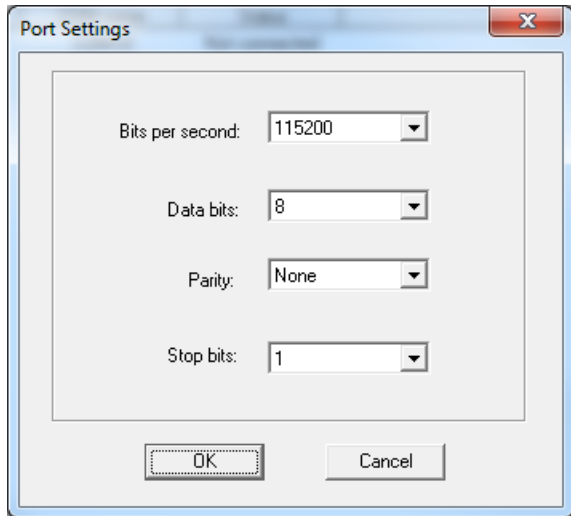 Port Settings
Bits per second: 115200
Data bits: 8
Parity: None
Stop bits: 1
OK Cancel